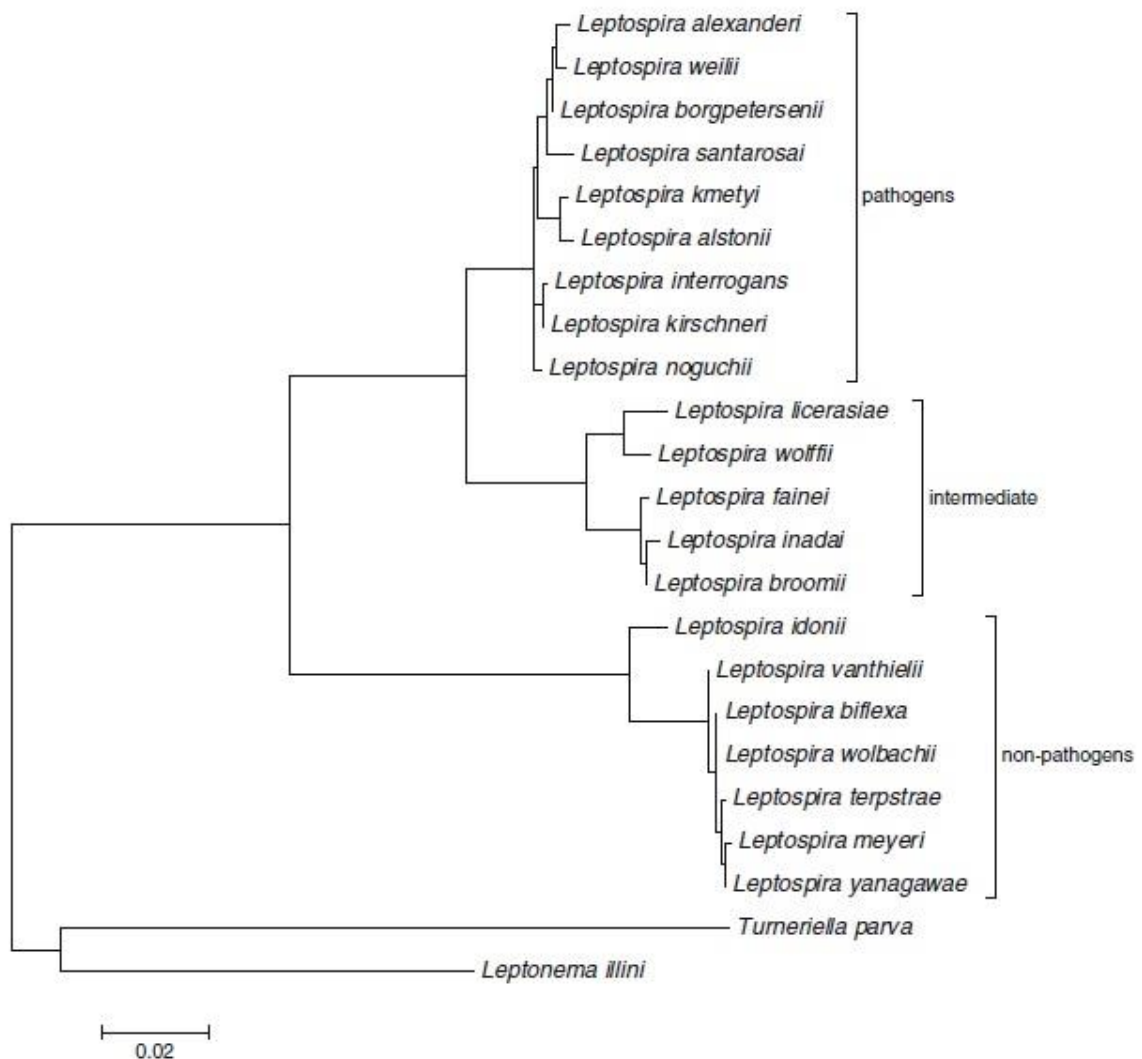 Leptospira alexanderi
Leptospira weilii
Leptospira borgpetersenii
Leptospira santarosai
Leptospira kmetyi
pathogens
Leptospira alstonii
Leptospira interrogans
Leptospira kirschneri
Leptospira noguchii
Leptospira licerasiae
Leptospira wolffii
Leptospira fainei
intermediate
Leptospira inadai
Leptospira broomii
Leptospira idonii
Leptospira vanthielii
Leptospira biflexa
Leptospira wolbachii
non-pathogens
Leptospira terpstrae
Leptospira meyeri
Leptospira yanagawae
Turneriella parva
Leptonema illini
0.02